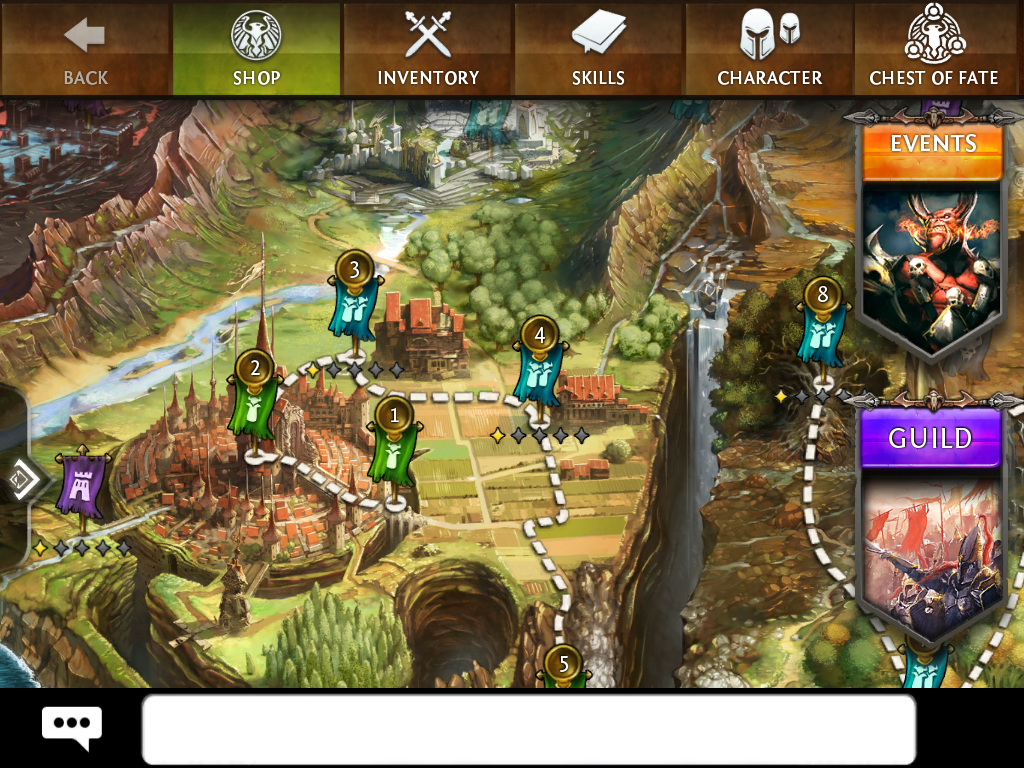 BACK
SHOP
INVENTORY
SKILLS
CHARACTER
CHEST OF FATE
EVENTS
3
8
4
2
1
GUILD
5